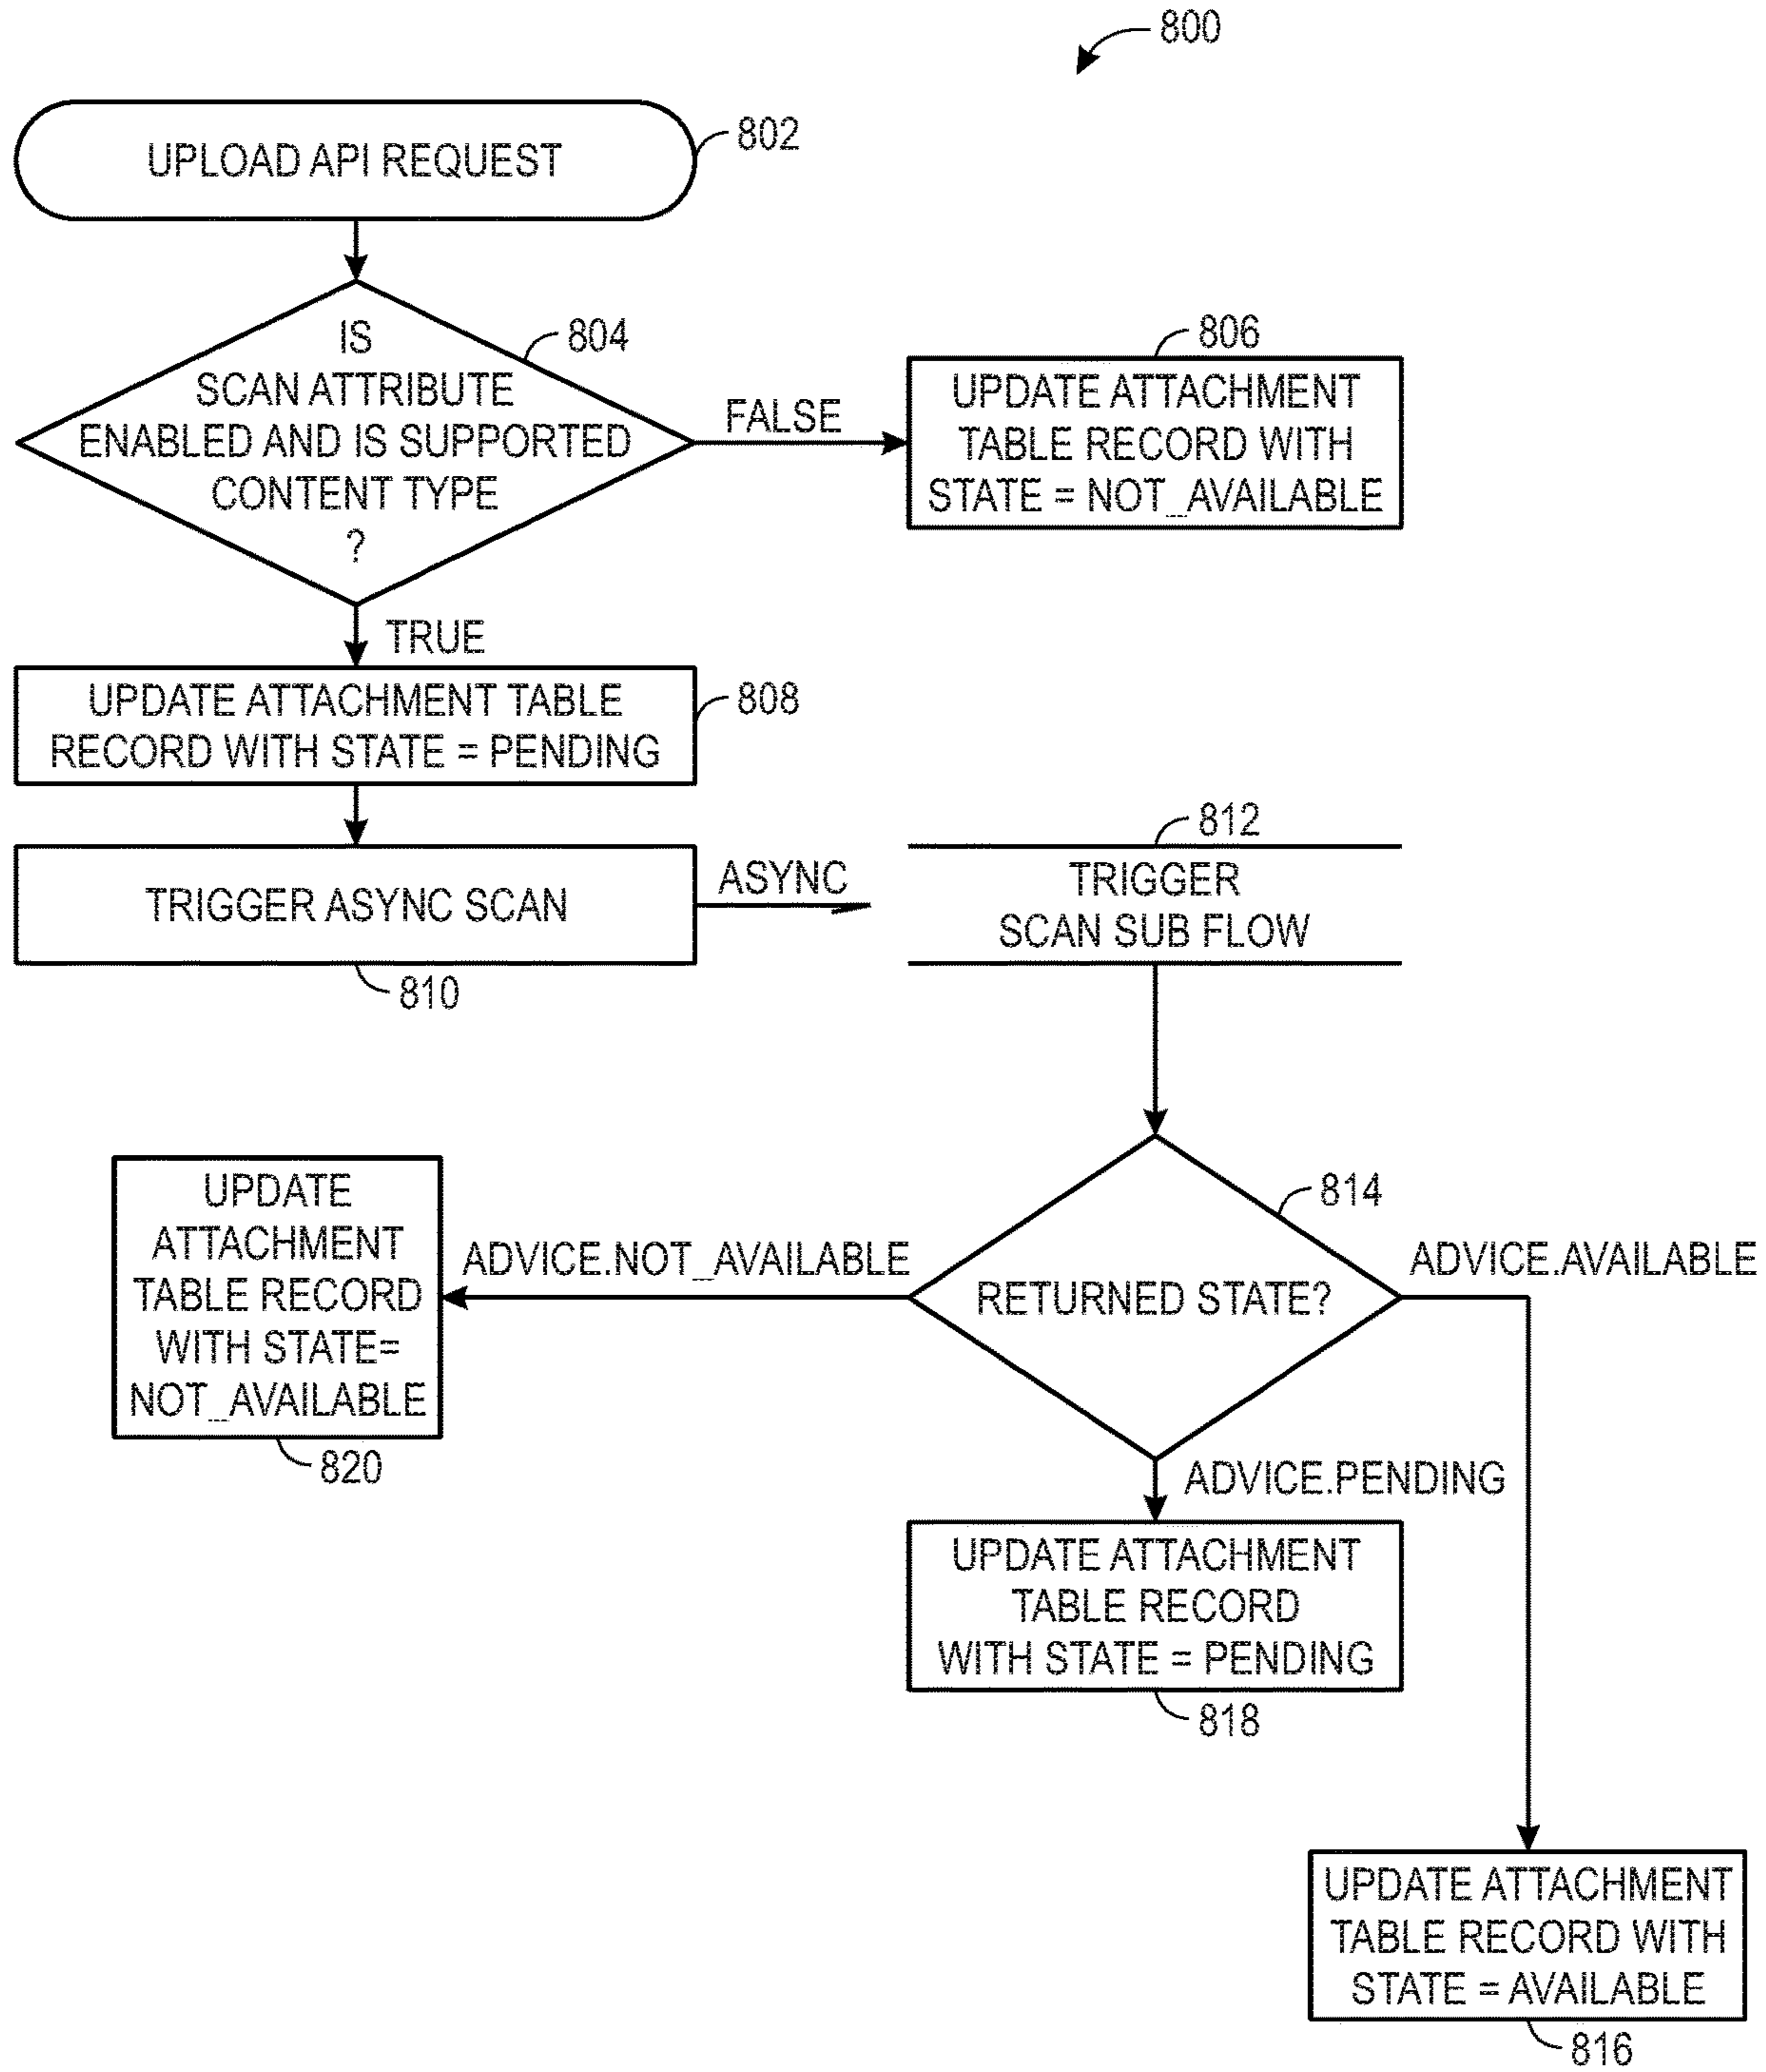 800
UPLOAD API REQUEST
802
IS
SCAN ATTRIBUTE
ENABLED AND IS SUPPORTED
CONTENT TYPE
?
804
FALSE
806
UPDATE ATTACHMENT
TABLE RECORD WITH
STATE = NOT_AVAILABLE
TRUE
UPDATE ATTACHMENT TABLE
RECORD WITH STATE = PENDING
808
TRIGGER ASYNC SCAN
810
ASYNC
812
TRIGGER
SCAN SUB FLOW
RETURNED STATE?
814
ADVICE.NOT_AVAILABLE
UPDATE
ATTACHMENT
TABLE RECORD
WITH STATE=
NOT_AVAILABLE
820
ADVICE.PENDING
UPDATE ATTACHMENT
TABLE RECORD
WITH STATE = PENDING
818
ADVICE.AVAILABLE
UPDATE ATTACHMENT
TABLE RECORD WITH
STATE = AVAILABLE
816